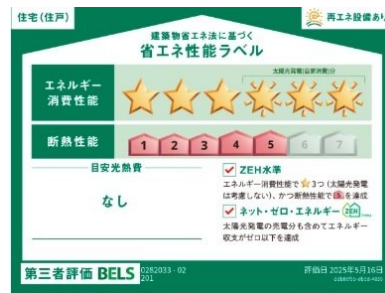 住宅（住戸）
再エネ設備あり
建築物省エネ法に基づく
省エネ性能ラベル
太陽光発電(自家消費)分
エネルギー
消費性能
断熱性能
1 2 3 4 5 6 7
目安光熱費
なし
ZEH水準
エネルギー消費性能で☆3つ（太陽光発電
は考慮しない）、かつ断熱性能で5を達成
ネット・ゼロ・エネルギー ZEH
太陽光発電の売電分も含めてエネルギー
収支がゼロ以下を達成
第三者評価 BELS
0282033 - 02
201
評価日 2025年5月16日